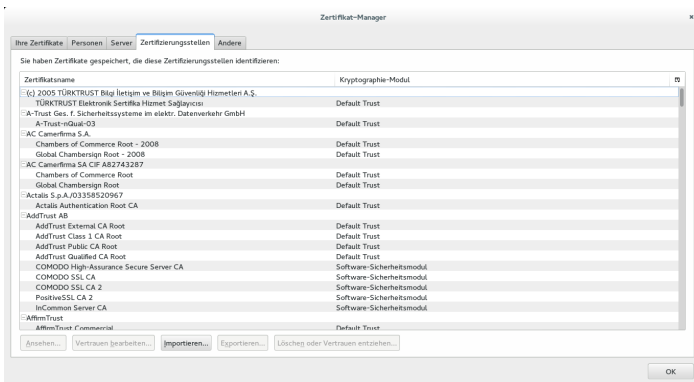 Zertifikat-Manager
Ihre Zertifikate Personen Server Zertifizierungsstellen Andere
Sie haben Zertifikate gespeichert, die diese Zertifizierungsstellen identifizieren:
Zertifikatsname Kryptographie-Modul
(c) 2005 TÜRKTRUST Bilgi İletişim ve Bilişim Güvenliği Hizmetleri A.Ş.
TÜRKTRUST Elektronik Sertifika Hizmet Sağlayıcısı Default Trust
A-Trust Ges. f. Sicherheitssysteme im elektr. Datenverkehr GmbH
A-Trust-nQual-03 Default Trust
AC Camerfirma S.A.
Chambers of Commerce Root - 2008 Default Trust
Global Chambersign Root - 2008 Default Trust
AC Camerfirma SA CIF A82743287
Chambers of Commerce Root Default Trust
Global Chambersign Root Default Trust
Actalis S.p.A./03358520967
Actalis Authentication Root CA Default Trust
AddTrust AB
AddTrust External CA Root Default Trust
AddTrust Class 1 CA Root Default Trust
AddTrust Public CA Root Default Trust
AddTrust Qualified CA Root Default Trust
COMODO High-Assurance Secure Server CA Software-Sicherheitsmodul
COMODO SSL CA Software-Sicherheitsmodul
COMODO SSL CA 2 Software-Sicherheitsmodul
PositiveSSL CA 2 Software-Sicherheitsmodul
InCommon Server CA Software-Sicherheitsmodul
AffirmTrust
AffirmTrust Commercial Default Trust
Ansehen... Vertrauen bearbeiten... Importieren... Exportieren... Löschen oder Vertrauen entziehen...
OK